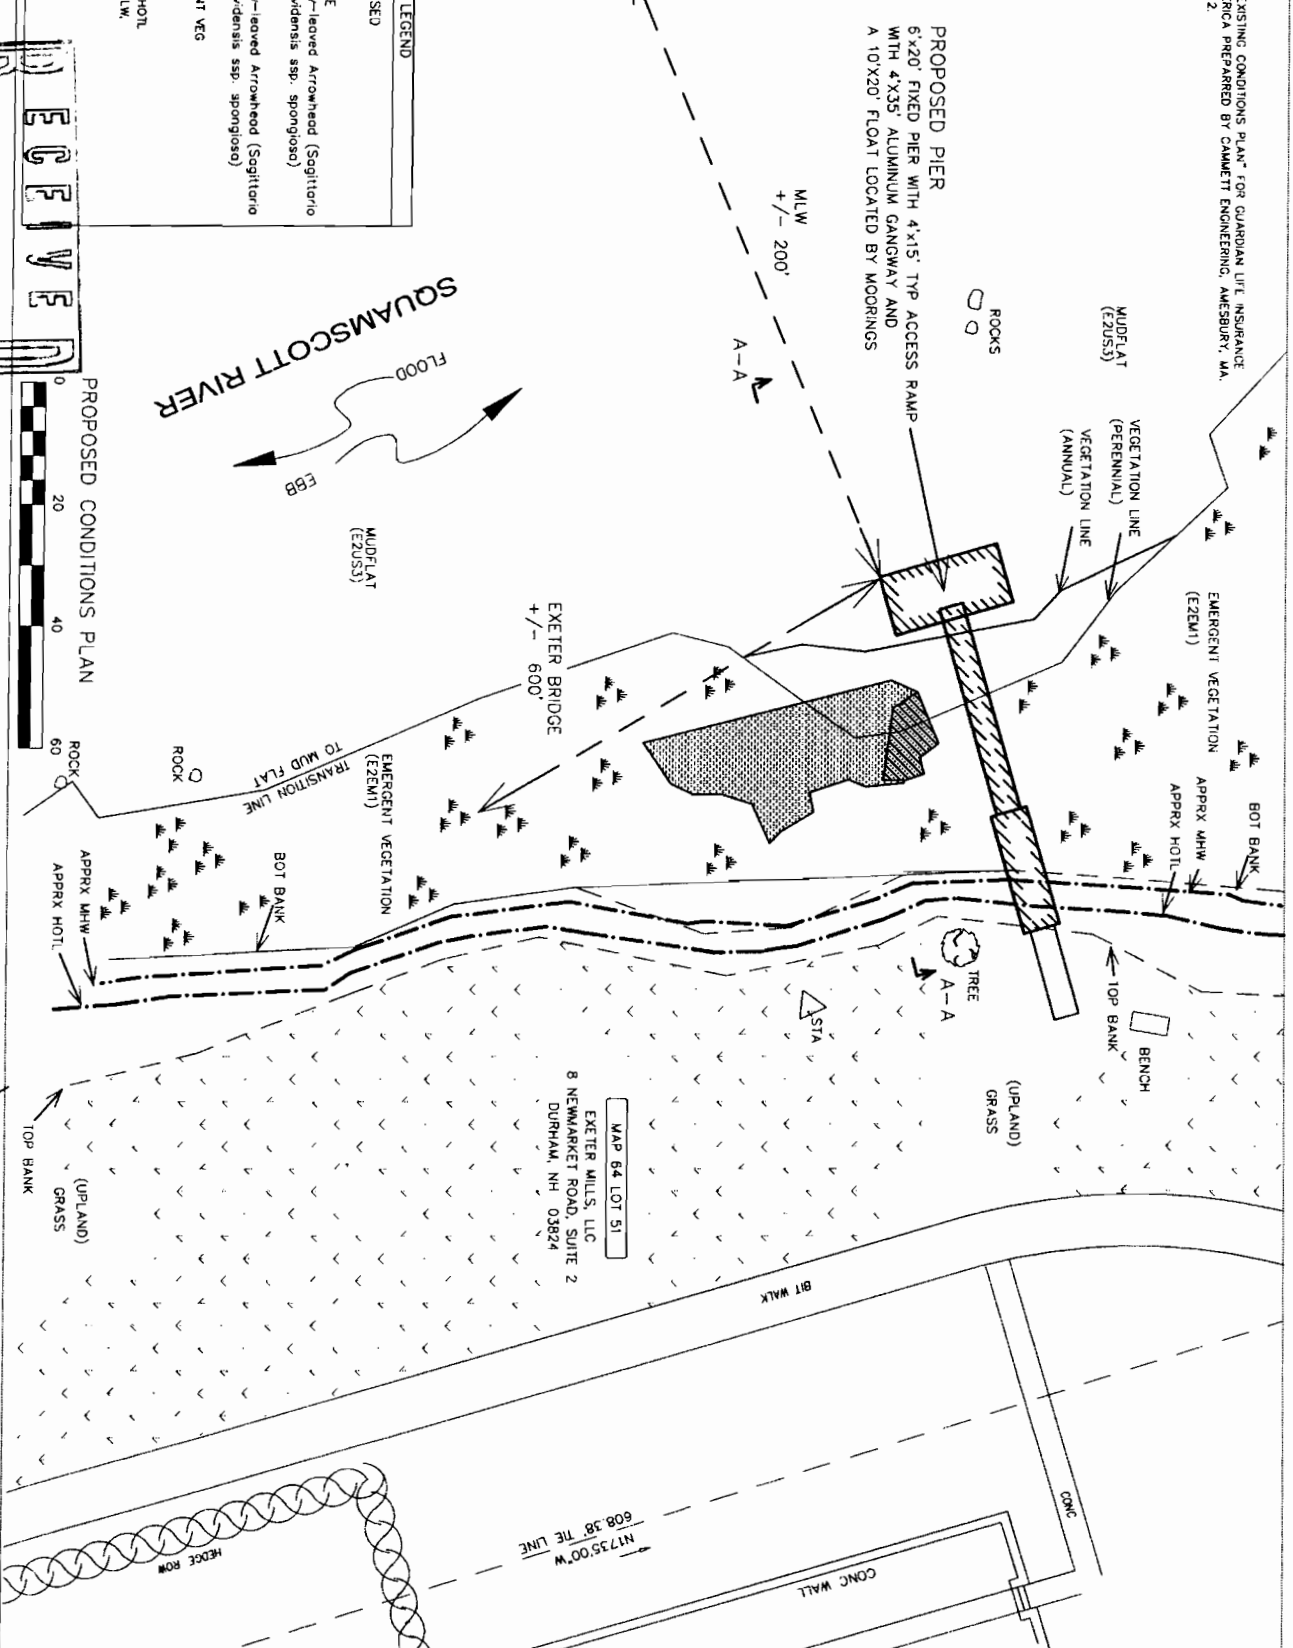 EXISTING CONDITIONS PLAN" FOR GUARDIAN LIFE INSURANCE
PREPARRED BY CAMMETT ENGINEERING, AMESBURY, MA.
2.
PROPOSED PIER
6'x20' FIXED PIER WITH 4'x15' TYP ACCESS RAMP
WITH 4'X35' ALUMINUM GANGWAY AND
A 10'X20' FLOAT LOCATED BY MOORINGS
MLW
+/- 200'
A-A
ROCKS
MUDFLAT
(E2US3)
VEGETATION LINE
(PERENNIAL)
VEGETATION LINE
(ANNUAL)
EMERGENT VEGETATION
(E2EM1)
BOT BANK
APPRX MHW
APPRX HOTL
LEGEND
y-leaved Arrowhead (Sagittaria
vidensis ssp. spongiosa)
y-leaved Arrowhead (Sagittaria
vidensis ssp. spongiosa)
NT VEG
HOTL
LW.
RECEIVED
SQUAMSCOTT RIVER
FLOOD
EBB
MUDFLAT
(E2US3)
EXETER BRIDGE
+/- 600'
TRANSITION LINE
TO MUD FLAT
EMERGENT VEGETATION
(E2EM1)
ROCK
ROCK
BOT BANK
APPRX MHW
APPRX HOTL
PROPOSED CONDITIONS PLAN
0 20 40 60
TREE
A-A
STA
TOP BANK
BENCH
(UPLAND)
GRASS
MAP 64 LOT 51
EXETER MILLS, LLC
8 NEWMARKET ROAD, SUITE 2
DURHAM, NH 03824
TOP BANK
(UPLAND)
GRASS
BIT WALK
CONC
CONC WALL
N17°35'00"W
608.38' TIE LINE
HEDGE ROW